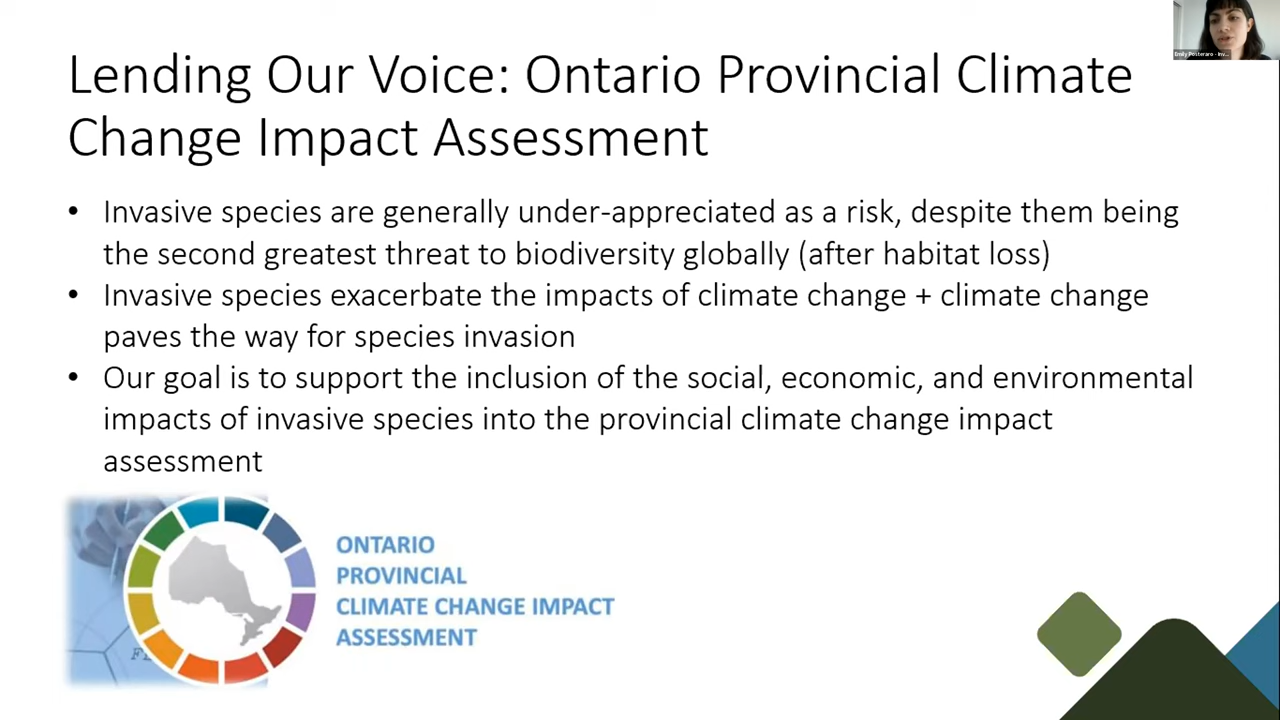 Lending Our Voice: Ontario Provincial Climate
Change Impact Assessment
• Invasive species are generally under-appreciated as a risk, despite them being
the second greatest threat to biodiversity globally (after habitat loss)
• Invasive species exacerbate the impacts of climate change + climate change
paves the way for species invasion
• Our goal is to support the inclusion of the social, economic, and environmental
impacts of invasive species into the provincial climate change impact
assessment
ONTARIO
PROVINCIAL
CLIMATE CHANGE IMPACT
ASSESSMENT
Emily Posteraro - Inv...